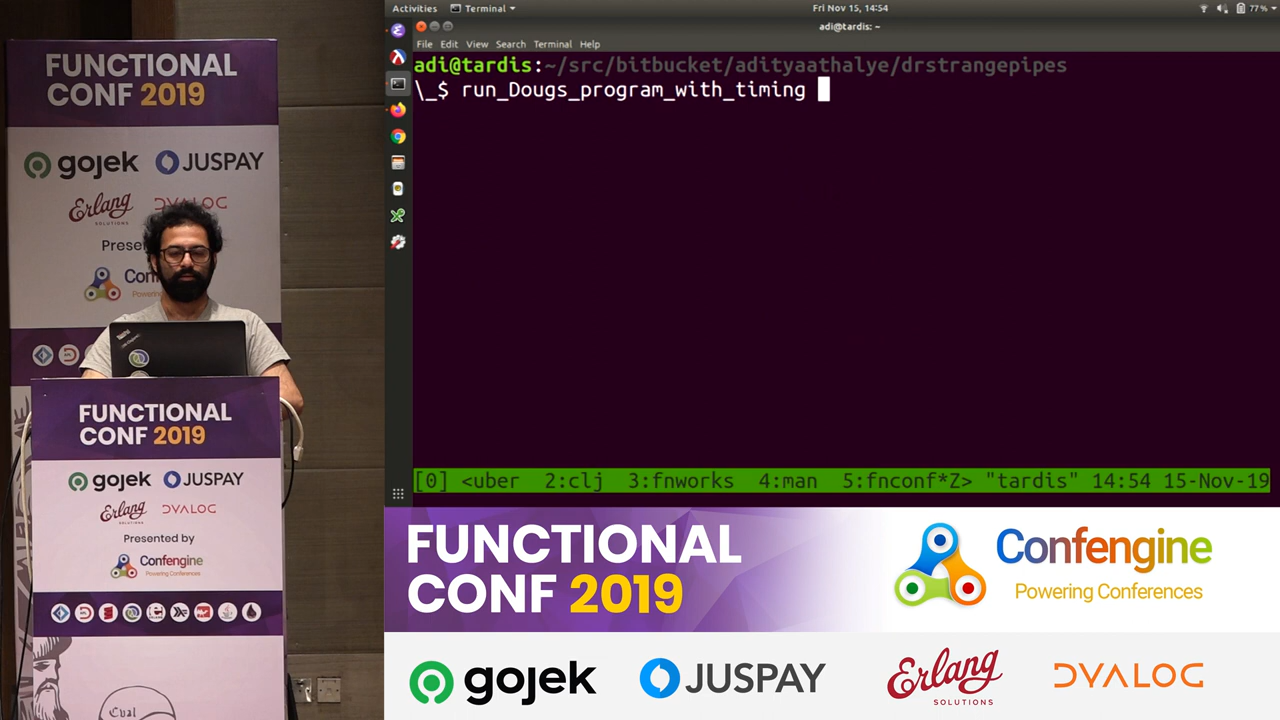 FUNCTIONAL
CONF 2019
gojek JUSPAY
Erlang
SOLUTIONS
DYALOG
Powering
FUNCTIONAL
CONF 2019
gojek JUSPAY
Erlang DYALOG
SOLUTIONS
Presented by
Confengine
Powering Conferences
Eval
Activities Terminal Fri Nov 15, 14:54 77 %
adi@tardis: ~
File Edit View Search Terminal Help
adi@tardis:~/src/bitbucket/adityaathalye/drstrangepipes
\_$ run_Dougs_program_with_timing
[0] <uber 2:clj 3:fnworks 4:man 5:fnconf*Z> "tardis" 14:54 15-Nov-19
FUNCTIONAL
CONF 2019
Confengine
Powering Conferences
gojek JUSPAY Erlang DYALOG
SOLUTIONS